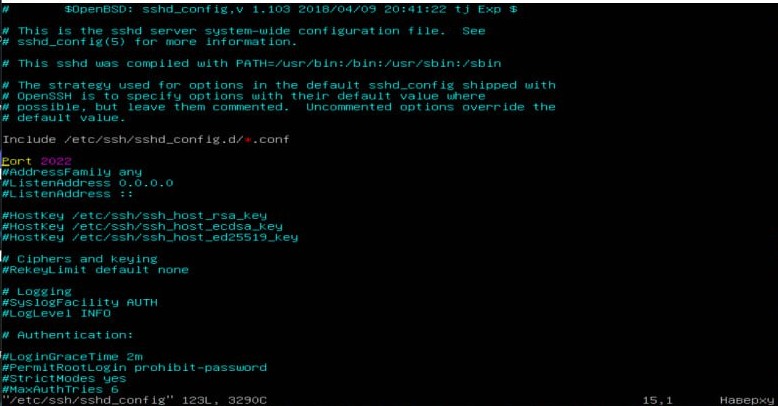 #       $OpenBSD: sshd_config,v 1.103 2018/04/09 20:41:22 tj Exp $
# This is the sshd server system-wide configuration file.  See
# sshd_config(5) for more information.
# This sshd was compiled with PATH=/usr/bin:/bin:/usr/sbin:/sbin
# The strategy used for options in the default sshd_config shipped with
# OpenSSH is to specify options with their default value where
# possible, but leave them commented.  Uncommented options override the
# default value.
Include /etc/ssh/sshd_config.d/*.conf
Port 2022
#AddressFamily any
#ListenAddress 0.0.0.0
#ListenAddress ::
#HostKey /etc/ssh/ssh_host_rsa_key
#HostKey /etc/ssh/ssh_host_ecdsa_key
#HostKey /etc/ssh/ssh_host_ed25519_key
# Ciphers and keying
#RekeyLimit default none
# Logging
#SyslogFacility AUTH
#LogLevel INFO
# Authentication:
#LoginGraceTime 2m
#PermitRootLogin prohibit-password
#StrictModes yes
#MaxAuthTries 6
"/etc/ssh/sshd_config" 123L, 3290C 15,1 Наверху